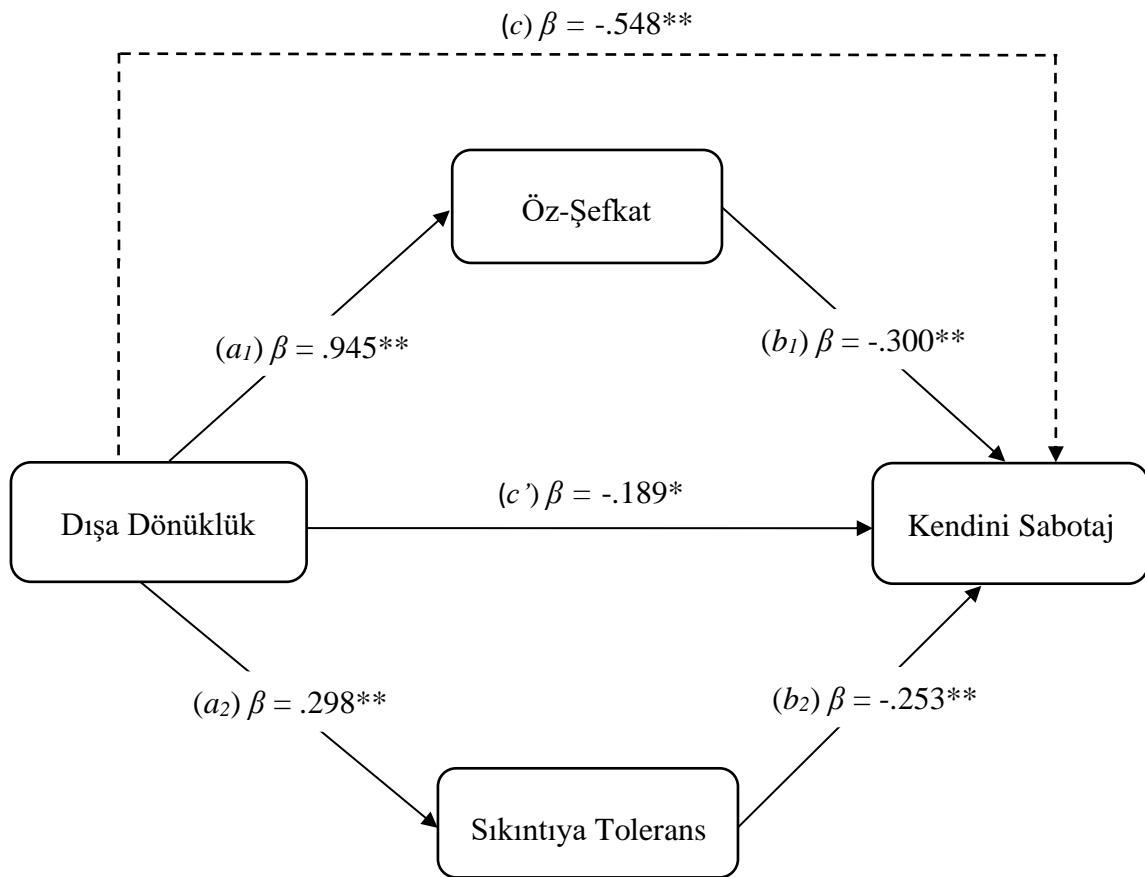 (c) β = -.548**
Öz-Şefkat
(a1) β = .945**
(b1) β = -.300**
(c’) β = -.189*
Dışa Dönüklük
Kendini Sabotaj
(a2) β = .298**
(b2) β = -.253**
Sıkıntıya Tolerans